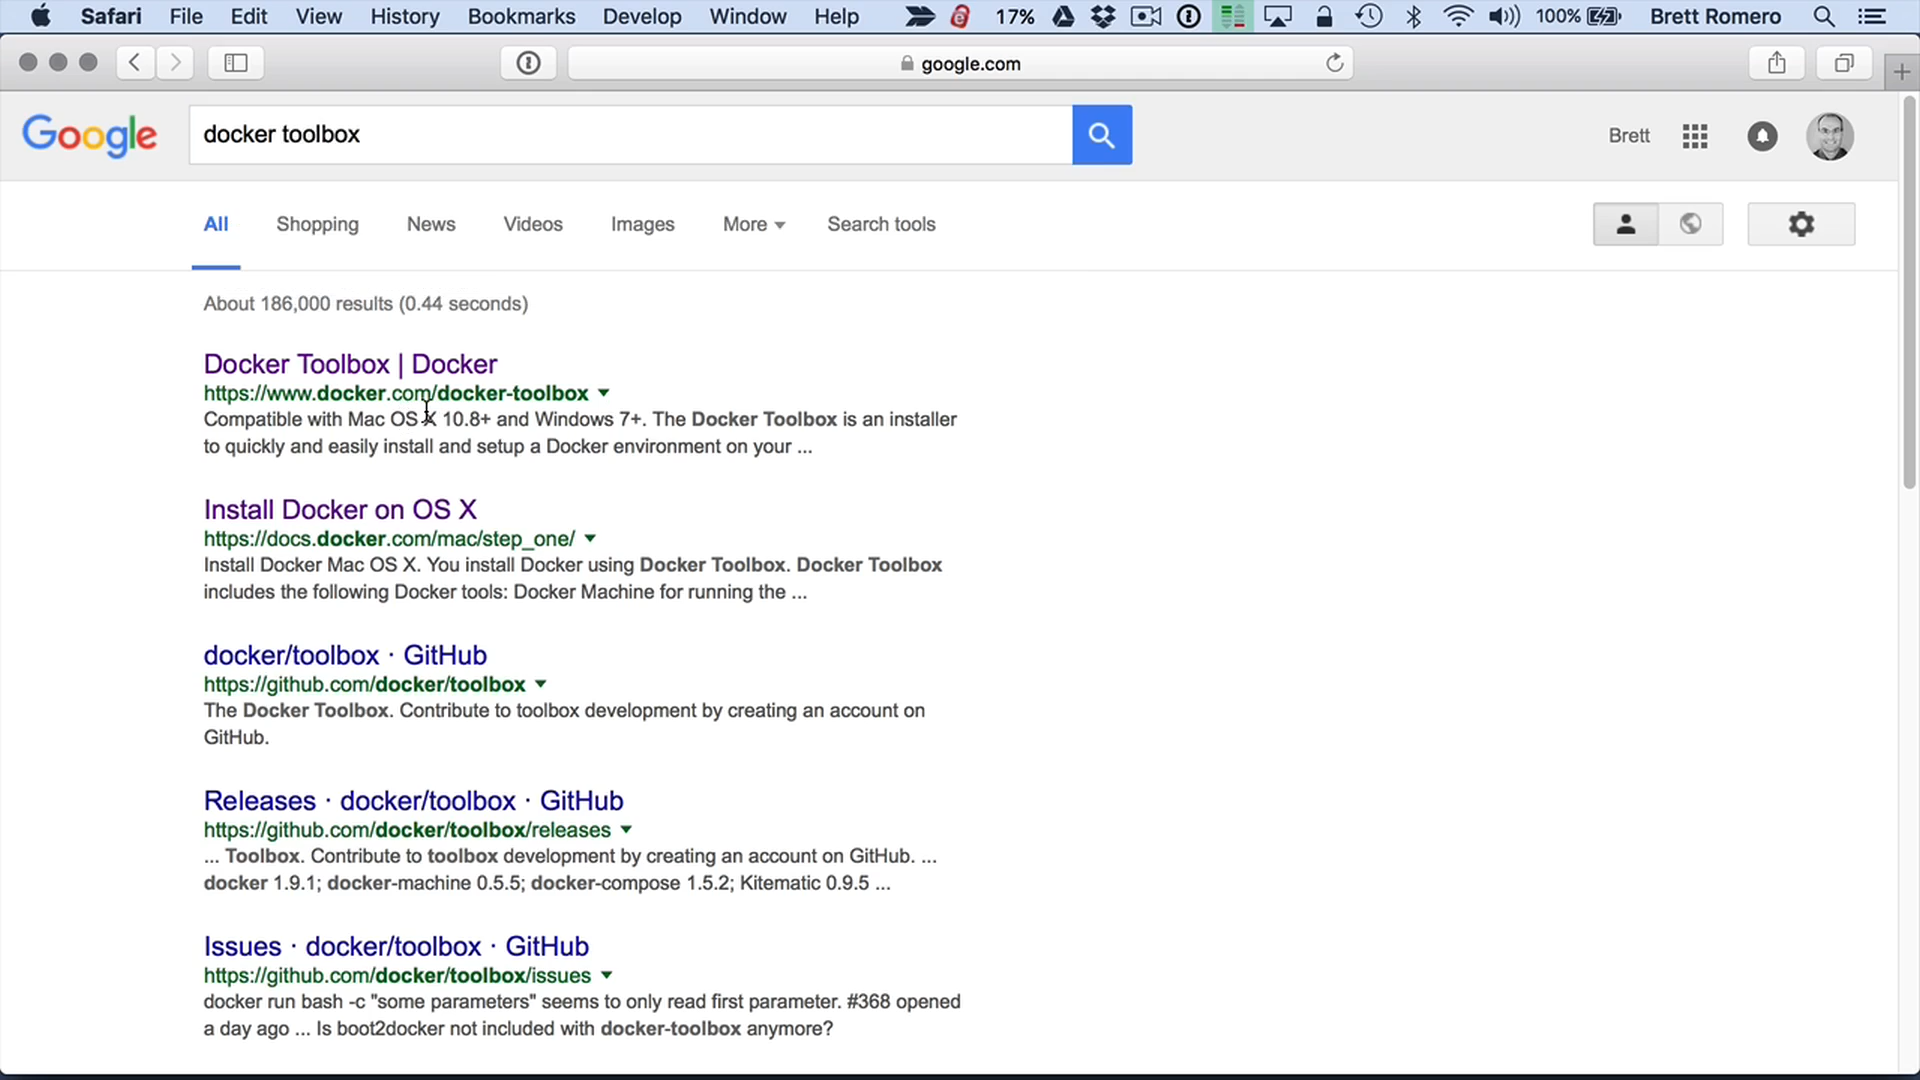 Safari File Edit View History Bookmarks Develop Window Help 17% 100% Brett Romero
google.com
Google docker toolbox Brett
All Shopping News Videos Images More Search tools
About 186,000 results (0.44 seconds)
Docker Toolbox | Docker
https://www.docker.com/docker-toolbox
Compatible with Mac OS X 10.8+ and Windows 7+. The Docker Toolbox is an installer
to quickly and easily install and setup a Docker environment on your ...
Install Docker on OS X
https://docs.docker.com/mac/step_one/
Install Docker Mac OS X. You install Docker using Docker Toolbox. Docker Toolbox
includes the following Docker tools: Docker Machine for running the ...
docker/toolbox · GitHub
https://github.com/docker/toolbox
The Docker Toolbox. Contribute to toolbox development by creating an account on
GitHub.
Releases · docker/toolbox · GitHub
https://github.com/docker/toolbox/releases
... Toolbox. Contribute to toolbox development by creating an account on GitHub. ...
docker 1.9.1; docker-machine 0.5.5; docker-compose 1.5.2; Kitematic 0.9.5 ...
Issues · docker/toolbox · GitHub
https://github.com/docker/toolbox/issues
docker run bash -c "some parameters" seems to only read first parameter. #368 opened
a day ago ... Is boot2docker not included with docker-toolbox anymore?